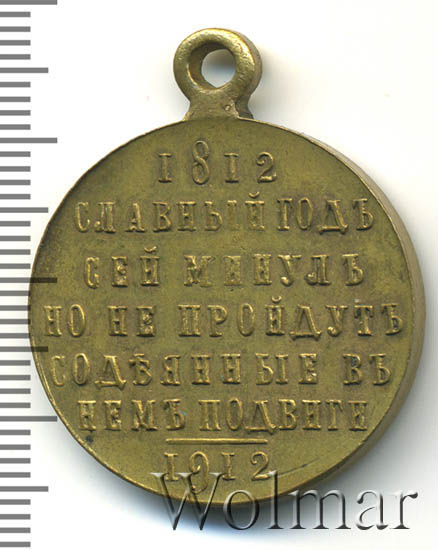 1812
СЛАВНЫЙ ГОДЪ
СЕЙ МИНУЛЪ
НО НЕ ПРОЙДУТЪ
СОДѢЯННЫЕ ВЪ
НЕМЪ ПОДВИГИ
1912
Wolmar